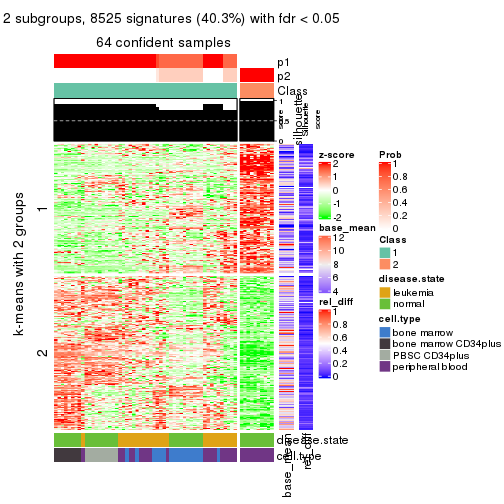 2 subgroups, 8525 signatures (40.3%) with fdr < 0.05
64 confident samples
p1
p2
Class
silhouette
score
Silhouette
score
1
0.5
0
k-means with 2 groups
1
2
disease.state
cell.type
base_mean
rel_diff
z-score
2
1
0
-1
-2
base_mean
12
10
8
6
4
rel_diff
1
0.8
0.6
0.4
0.2
0
Prob
1
0.8
0.6
0.4
0.2
0
Class
1
2
disease.state
leukemia
normal
cell.type
bone marrow
bone marrow CD34plus
PBSC CD34plus
peripheral blood